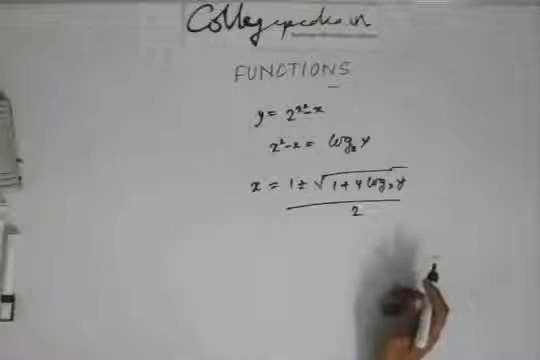 Collegepedia.in
FUNCTIONS
y = 2^{x²-x}
x²-x = log₂ y
x = 1 ± √(1 + 4 log₂ y)
2